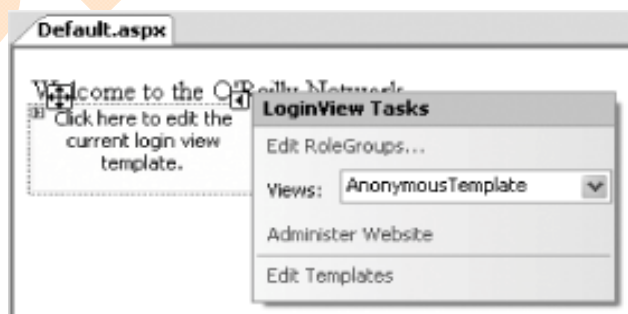 Default.aspx
Welcome to the O'Reilly Network
Click here to edit the
current login view
template.
LoginView Tasks
Edit RoleGroups...
Views: AnonymousTemplate
Administer Website
Edit Templates